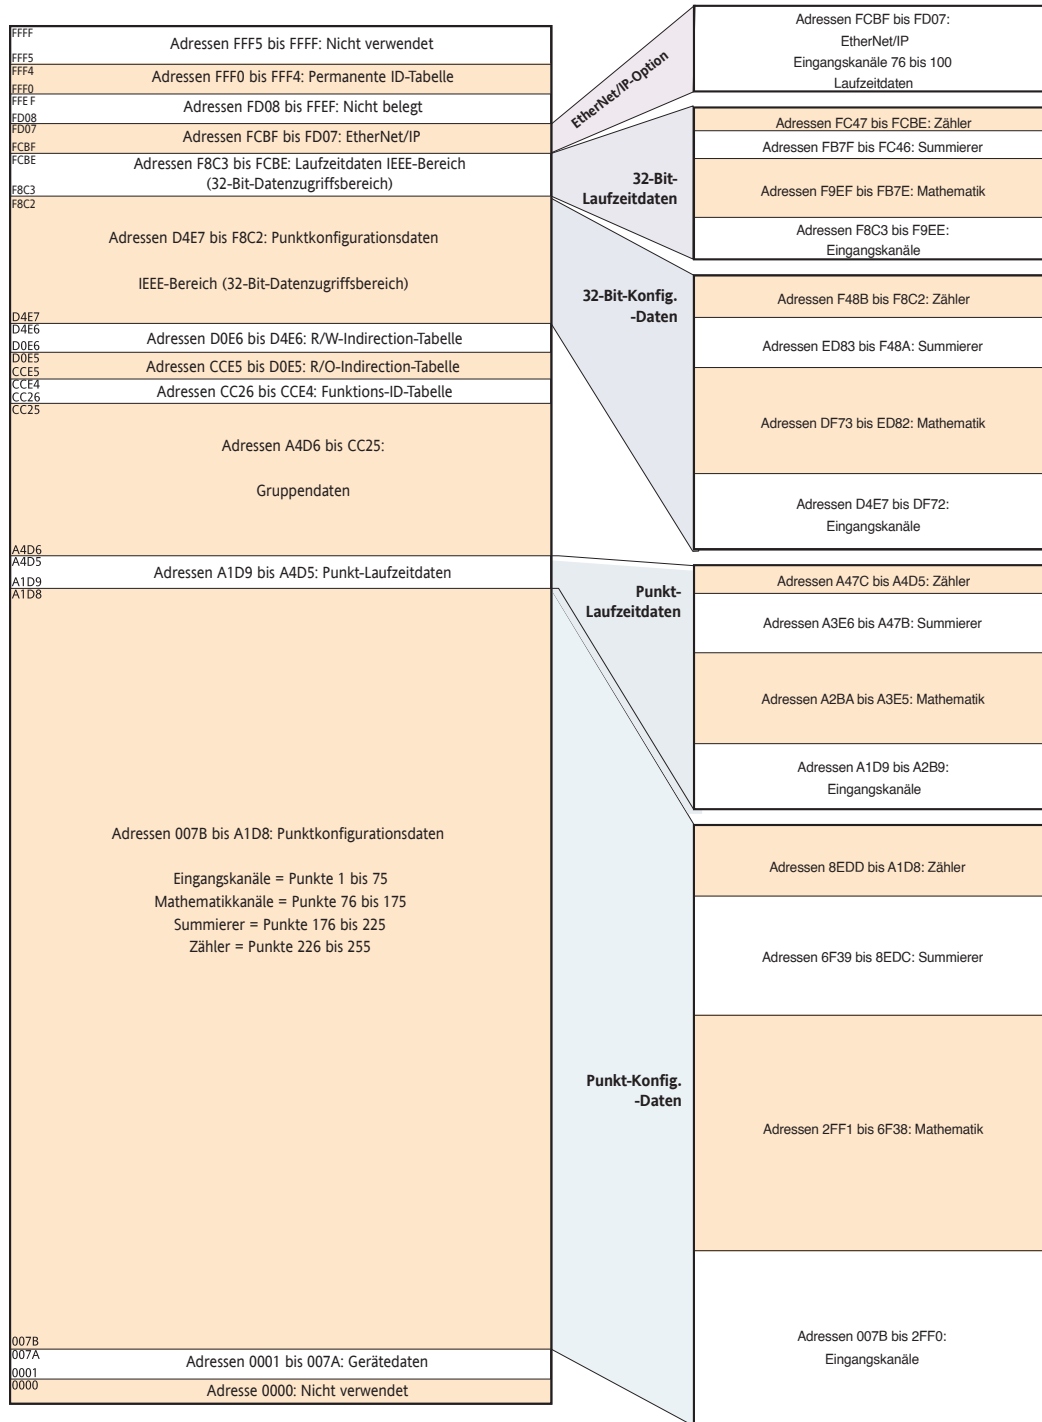 FFFF
Adressen FFF5 bis FFFF: Nicht verwendet
FFF5
FFF4
Adressen FFF0 bis FFF4: Permanente ID-Tabelle
FFF0
FFEF
Adressen FD08 bis FFEF: Nicht belegt
FD08
FD07
Adressen FCBF bis FD07: EtherNet/IP
FCBF
FCBE
Adressen F8C3 bis FCBE: Laufzeitdaten IEEE-Bereich
(32-Bit-Datenzugriffsbereich)
F8C3
F8C2
Adressen D4E7 bis F8C2: Punktkonfigurationsdaten
IEEE-Bereich (32-Bit-Datenzugriffsbereich)
D4E7
D4E6
Adressen D0E6 bis D4E6: R/W-Indirection-Tabelle
D0E6
D0E5
Adressen CCE5 bis D0E5: R/O-Indirection-Tabelle
CCE5
CCE4
Adressen CC26 bis CCE4: Funktions-ID-Tabelle
CC26
CC25
Adressen A4D6 bis CC25:
Gruppendaten
A4D6
A4D5
Adressen A1D9 bis A4D5: Punkt-Laufzeitdaten
A1D9
A1D8
Adressen 007B bis A1D8: Punktkonfigurationsdaten
Eingangskanäle = Punkte 1 bis 75
Mathematikkanäle = Punkte 76 bis 175
Summierer = Punkte 176 bis 225
Zähler = Punkte 226 bis 255
007B
007A
Adressen 0001 bis 007A: Gerätedaten
0001
0000
Adresse 0000: Nicht verwendet
EtherNet/IP-Option
Adressen FCBF bis FD07:
EtherNet/IP
Eingangskanäle 76 bis 100
Laufzeitdaten
32-Bit-
Laufzeitdaten
Adressen FC47 bis FCBE: Zähler
Adressen FB7F bis FC46: Summierer
Adressen F9EF bis FB7E: Mathematik
Adressen F8C3 bis F9EE:
Eingangskanäle
32-Bit-Konfig.
-Daten
Adressen F48B bis F8C2: Zähler
Adressen ED83 bis F48A: Summierer
Adressen DF73 bis ED82: Mathematik
Adressen D4E7 bis DF72:
Eingangskanäle
Punkt-
Laufzeitdaten
Adressen A47C bis A4D5: Zähler
Adressen A3E6 bis A47B: Summierer
Adressen A2BA bis A3E5: Mathematik
Adressen A1D9 bis A2B9:
Eingangskanäle
Punkt-Konfig.
-Daten
Adressen 8EDD bis A1D8: Zähler
Adressen 6F39 bis 8EDC: Summierer
Adressen 2FF1 bis 6F38: Mathematik
Adressen 007B bis 2FF0:
Eingangskanäle